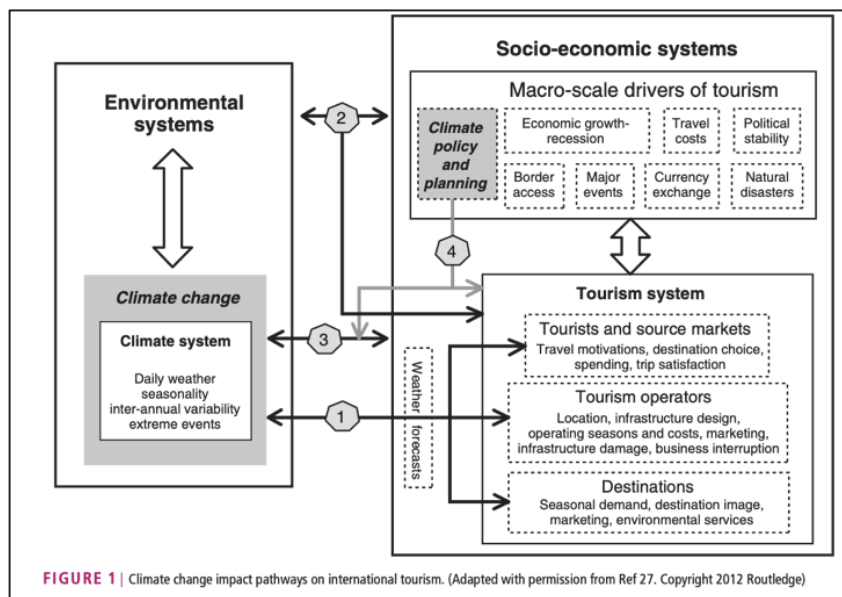 Socio-economic systems
Macro-scale drivers of tourism
Environmental
systems
Climate
policy
and
planning
Economic growth-
recession
Travel
costs
Political
stability
Border
access
Major
events
Currency
exchange
Natural
disasters
2
4
Climate change
Climate system
Daily weather
seasonality
inter-annual variability
extreme events
3
1
Weather forecasts
Tourism system
Tourists and source markets
Travel motivations, destination choice,
spending, trip satisfaction
Tourism operators
Location, infrastructure design,
operating seasons and costs, marketing,
infrastructure damage, business interruption
Destinations
Seasonal demand, destination image,
marketing, environmental services
FIGURE 1 | Climate change impact pathways on international tourism. (Adapted with permission from Ref 27. Copyright 2012 Routledge)